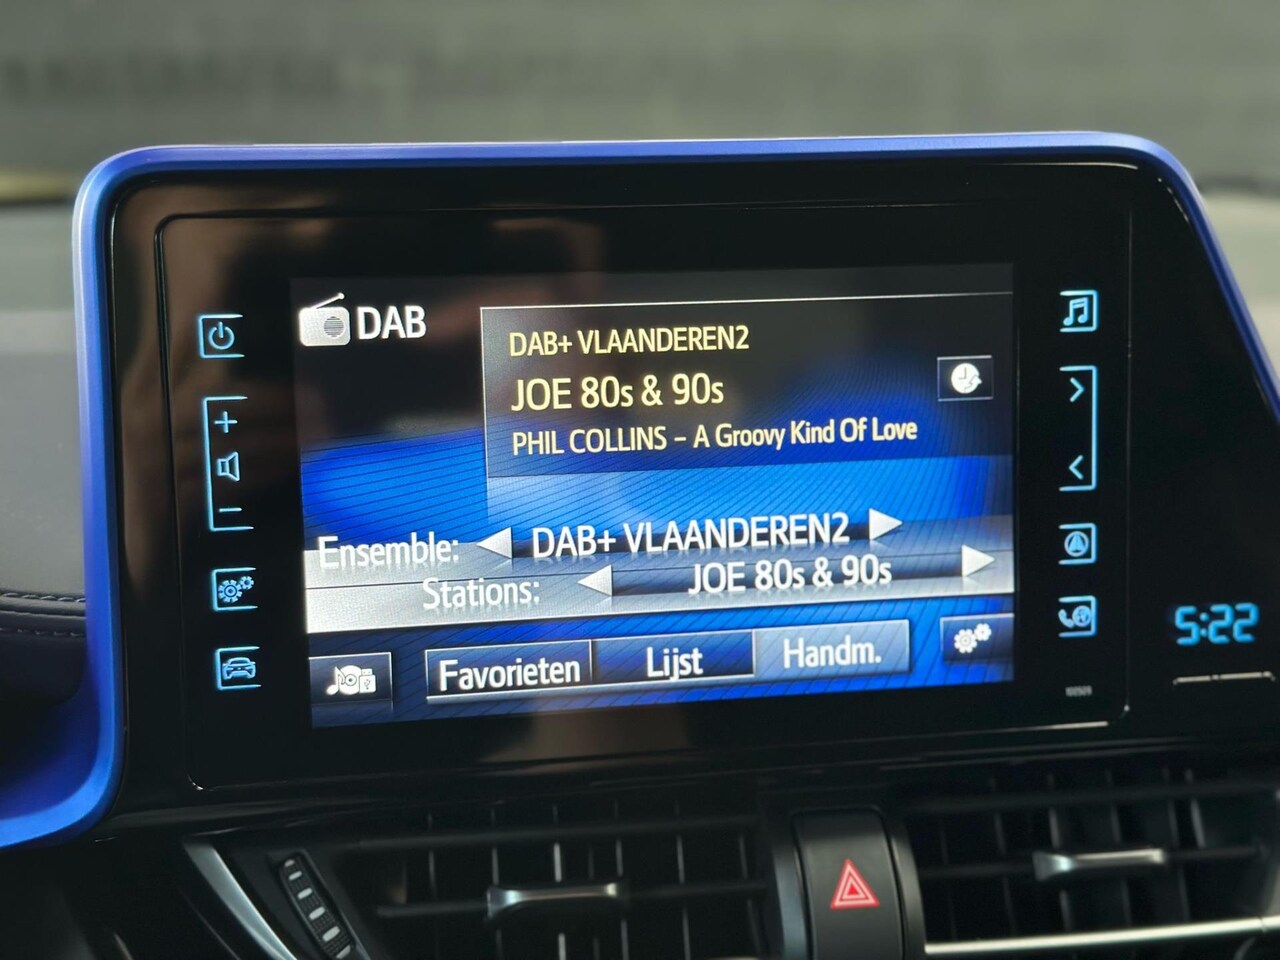 DAB
DAB+ VLAANDEREN2
JOE 80s & 90s
PHIL COLLINS – A Groovy Kind Of Love
Ensemble: DAB+ VLAANDEREN2
Stations: JOE 80s & 90s
Favorieten Lijst Handm.
5:22